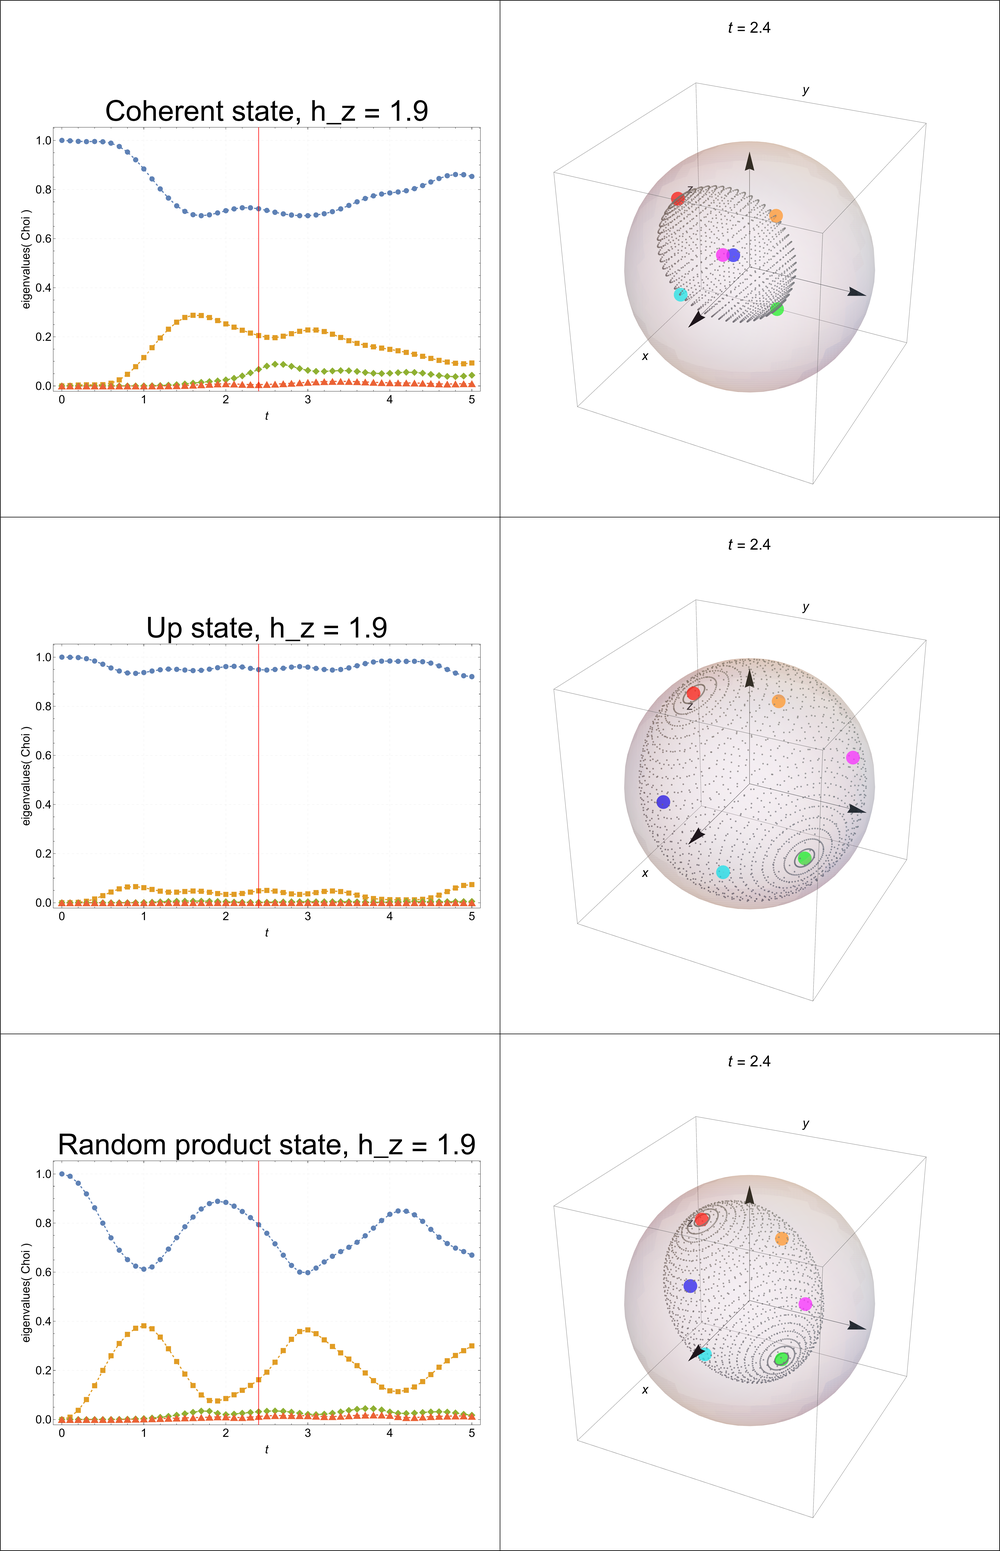 t = 2.4
Coherent state, h_z = 1.9
eigenvalues( Choi )
1.0
0.8
0.6
0.4
0.2
0.0
0 1 2 3 4 5
t
y
z
x
t = 2.4
Up state, h_z = 1.9
eigenvalues( Choi )
1.0
0.8
0.6
0.4
0.2
0.0
0 1 2 3 4 5
t
y
z
x
t = 2.4
Random product state, h_z = 1.9
eigenvalues( Choi )
1.0
0.8
0.6
0.4
0.2
0.0
0 1 2 3 4 5
t
y
z
x